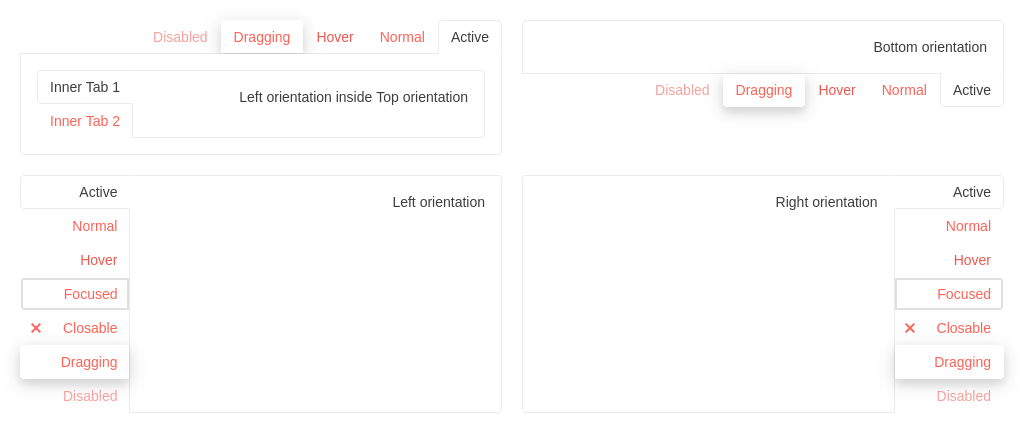 Disabled Dragging Hover Normal Active
Inner Tab 1
Left orientation inside Top orientation
Inner Tab 2
Bottom orientation
Disabled Dragging Hover Normal Active
Active
Left orientation
Normal
Hover
Focused
✕ Closable
Dragging
Disabled
Right orientation
Active
Normal
Hover
Focused
✕ Closable
Dragging
Disabled